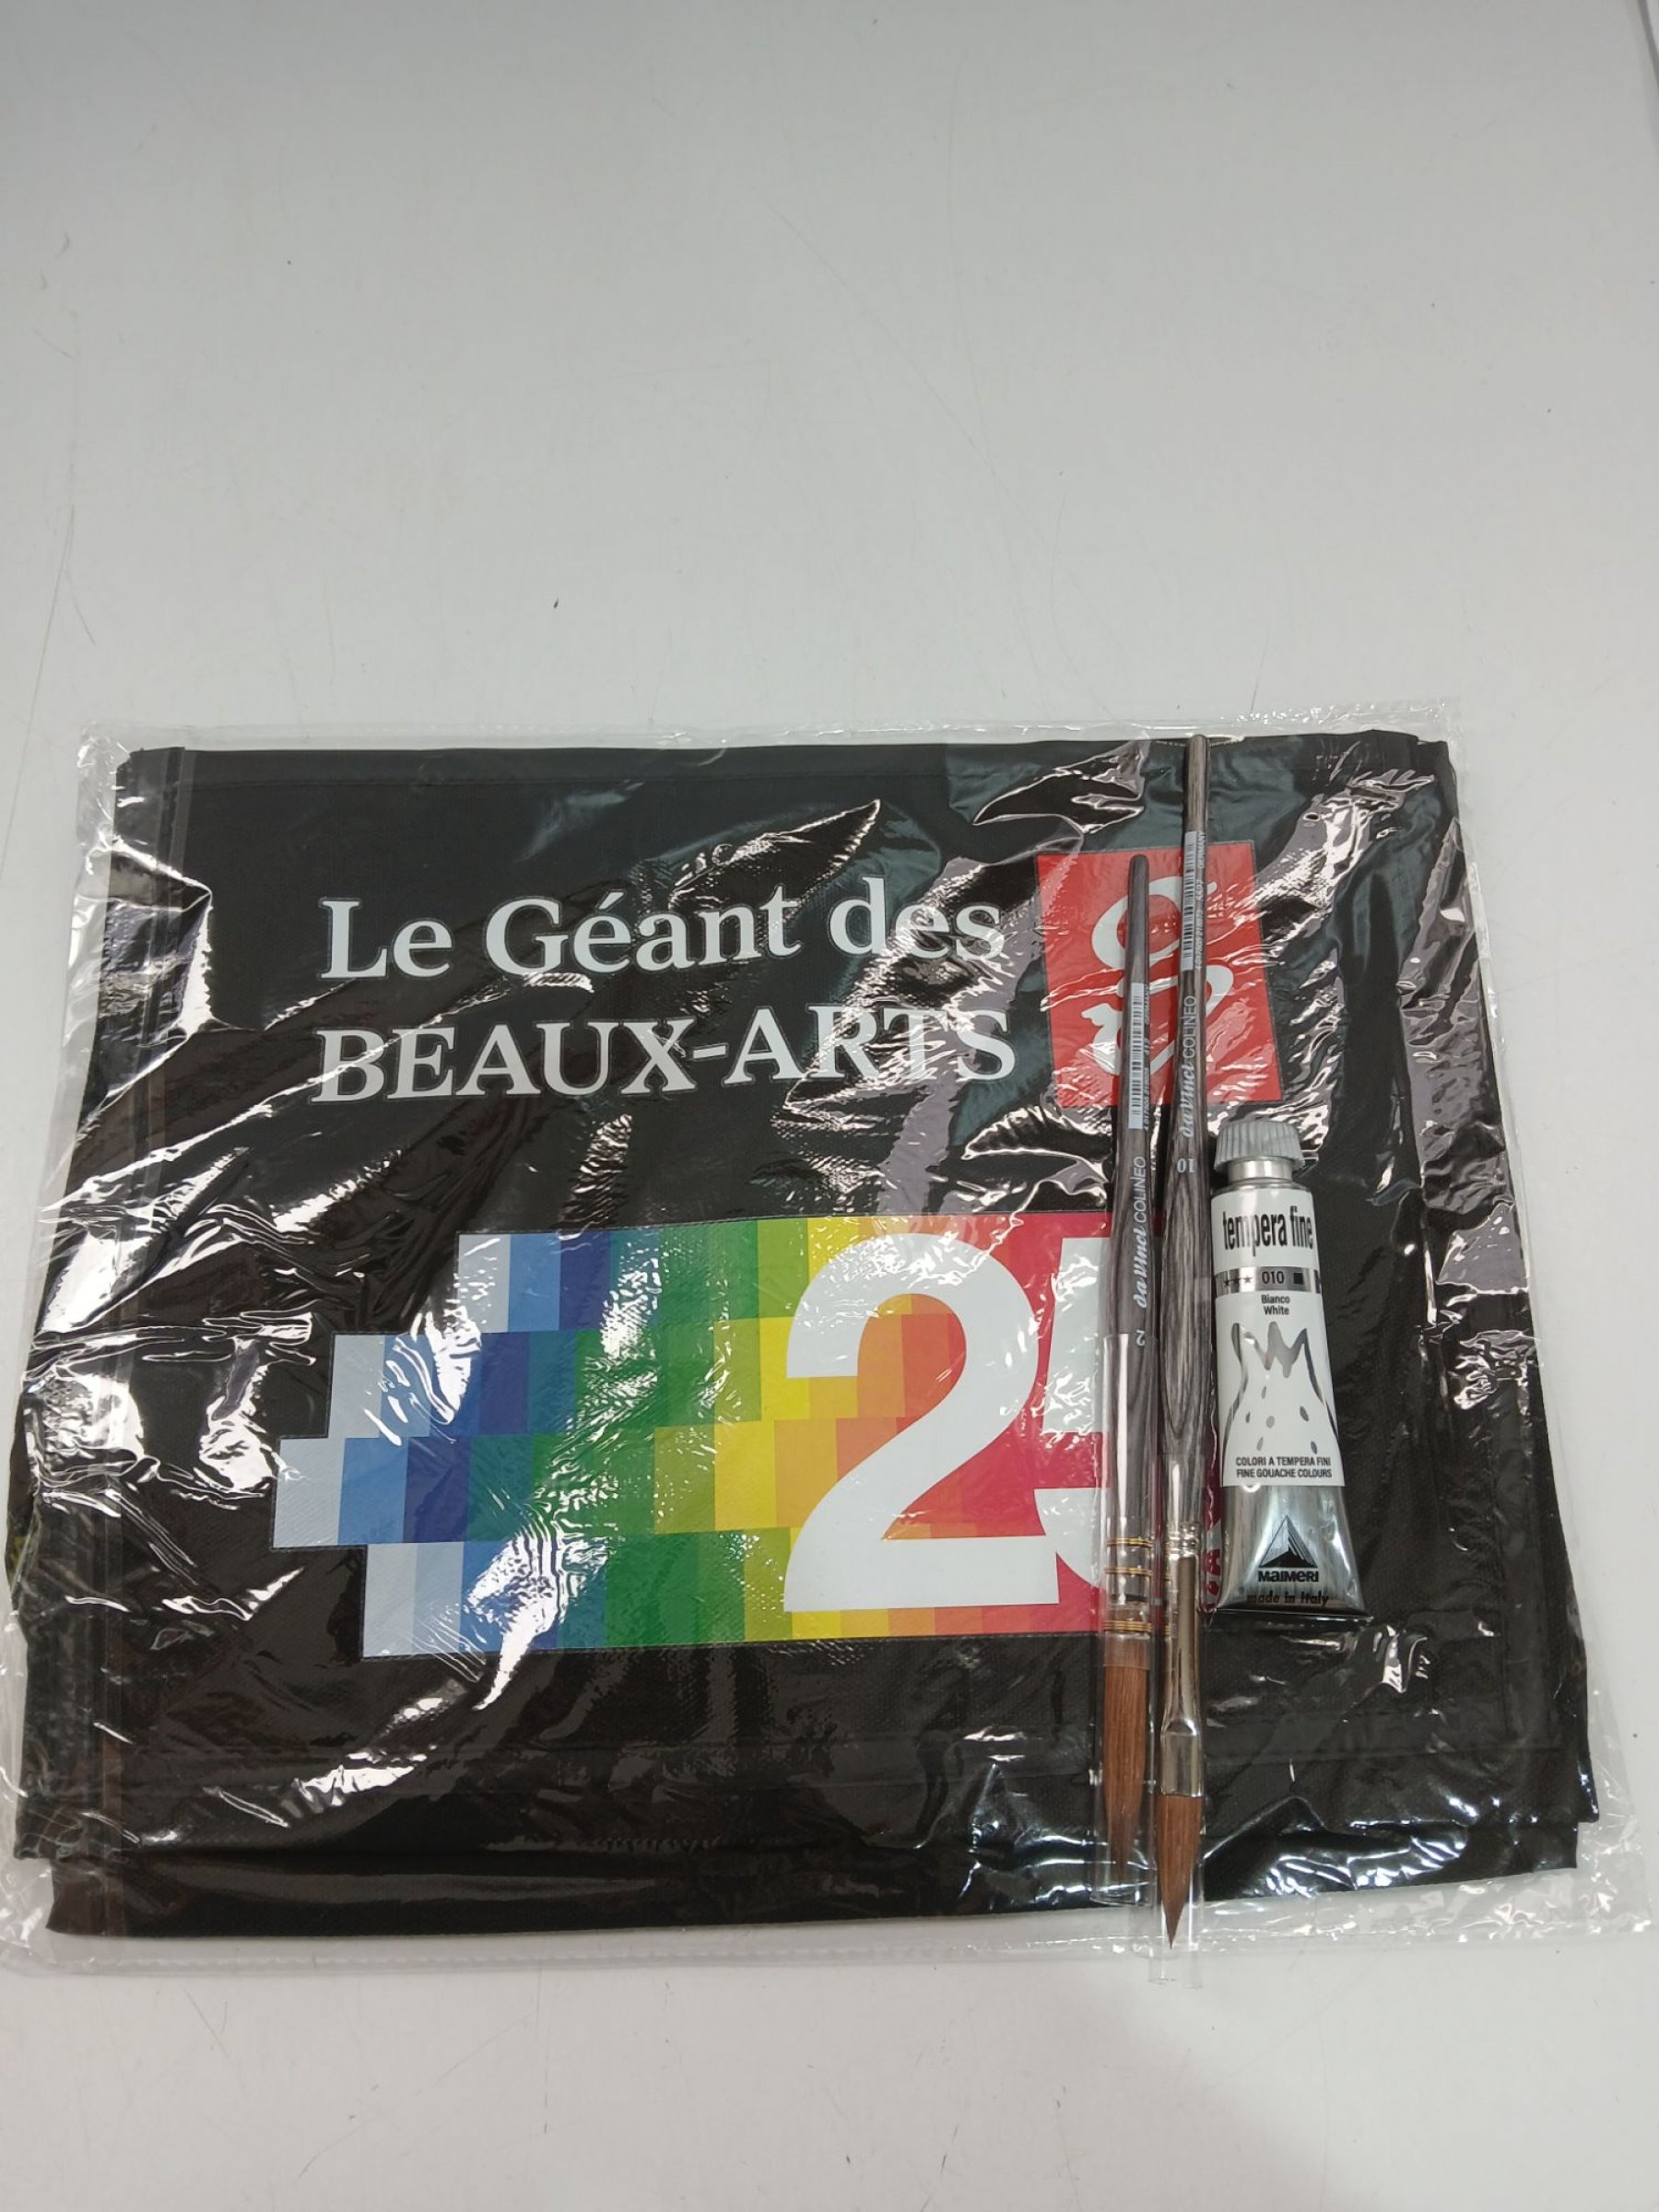 Le Géant des
BEAUX-ARTS
25
da Vinci COLINEO
2
da Vinci COLINEO
10
tempera fine
*** 010
Bianco
White
COLORI A TEMPERA FINI
FINE GOUACHE COLOURS
MAIMERI
made in Italy